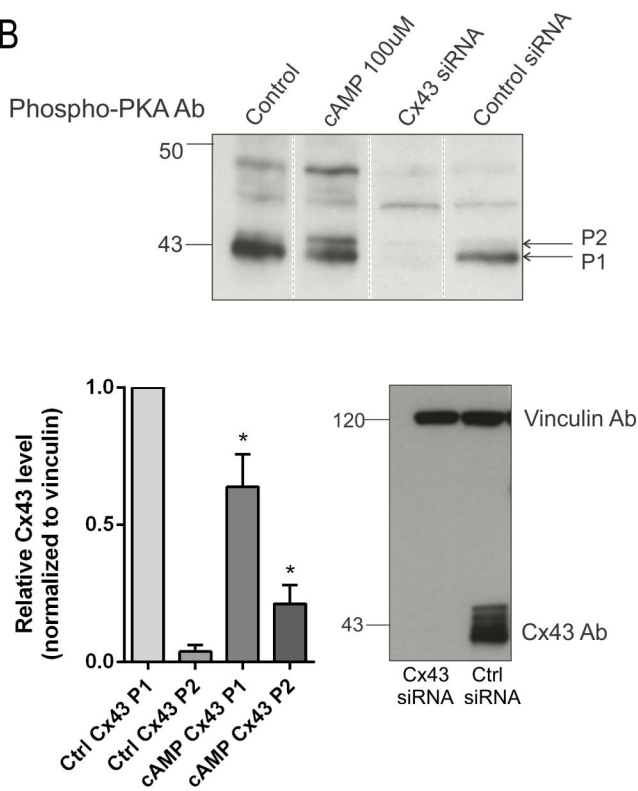 B
Phospho-PKA Ab
Control
cAMP 100uM
Cx43 siRNA
Control siRNA
50
43
P2
P1
Relative Cx43 level
(normalized to vinculin)
1.0
0.5
0.0
*
*
Ctrl Cx43 P1
Ctrl Cx43 P2
cAMP Cx43 P1
cAMP Cx43 P2
120
Vinculin Ab
43
Cx43 Ab
Cx43 Ctrl
siRNA siRNA